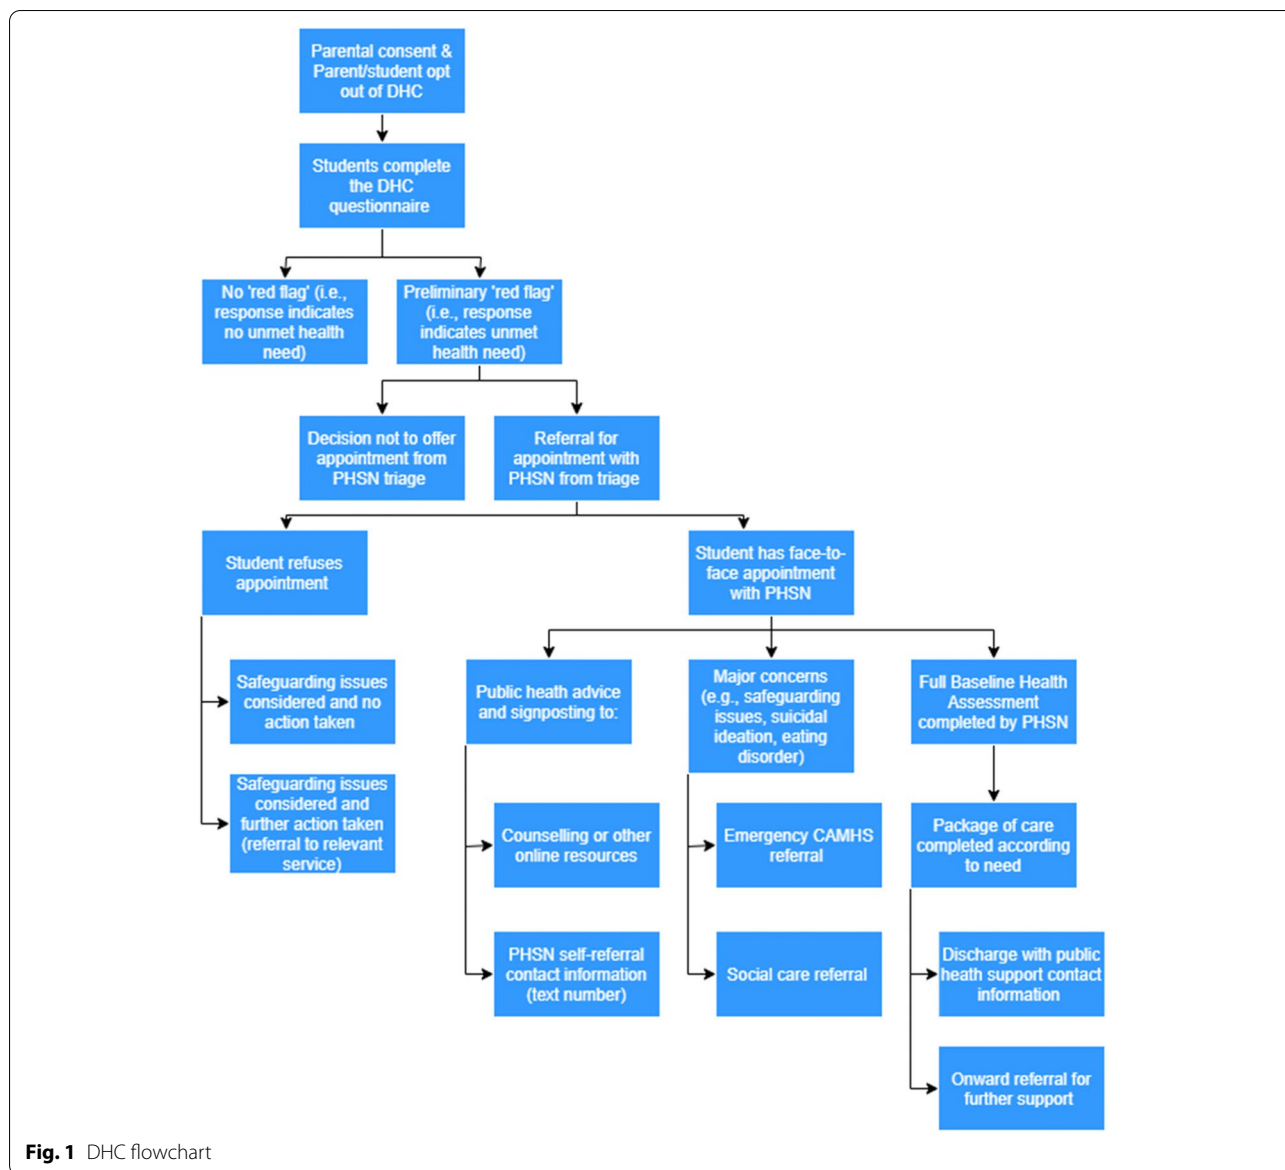 Parental consent &
Parent/student opt
out of DHC
Students complete
the DHC
questionnaire
No 'red flag' (i.e.,
response indicates
no unmet health
need)
Preliminary 'red flag'
(i.e., response
indicates unmet
health need)
Decision not to offer
appointment from
PHSN triage
Referral for
appointment with
PHSN from triage
Student refuses
appointment
Student has face-to-
face appointment
with PHSN
Safeguarding issues
considered and no
action taken
Safeguarding issues
considered and
further action taken
(referral to relevant
service)
Public heath advice
and signposting to:
Counselling or other
online resources
PHSN self-referral
contact information
(text number)
Major concerns
(e.g., safeguarding
issues, suicidal
ideation, eating
disorder)
Emergency CAMHS
referral
Social care referral
Full Baseline Health
Assessment
completed by PHSN
Package of care
completed according
to need
Discharge with public
heath support contact
information
Onward referral for
further support
Fig. 1 DHC flowchart